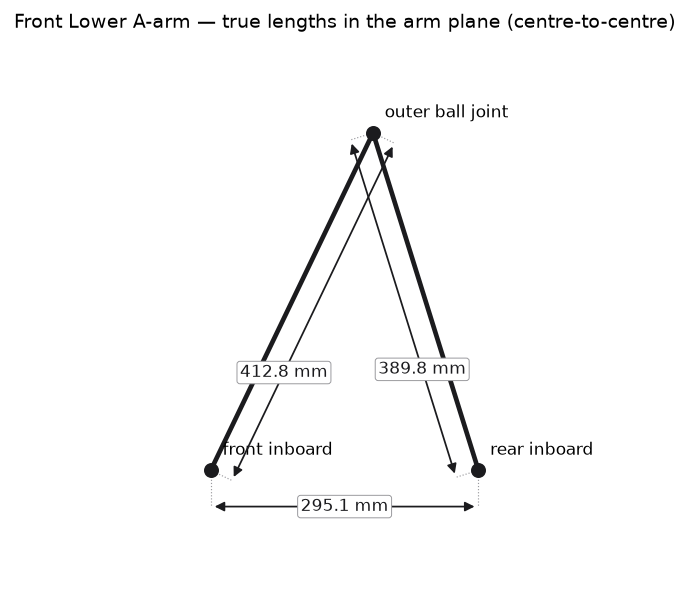 Front Lower A-arm — true lengths in the arm plane (centre-to-centre)
outer ball joint
412.8 mm
389.8 mm
front inboard
rear inboard
295.1 mm